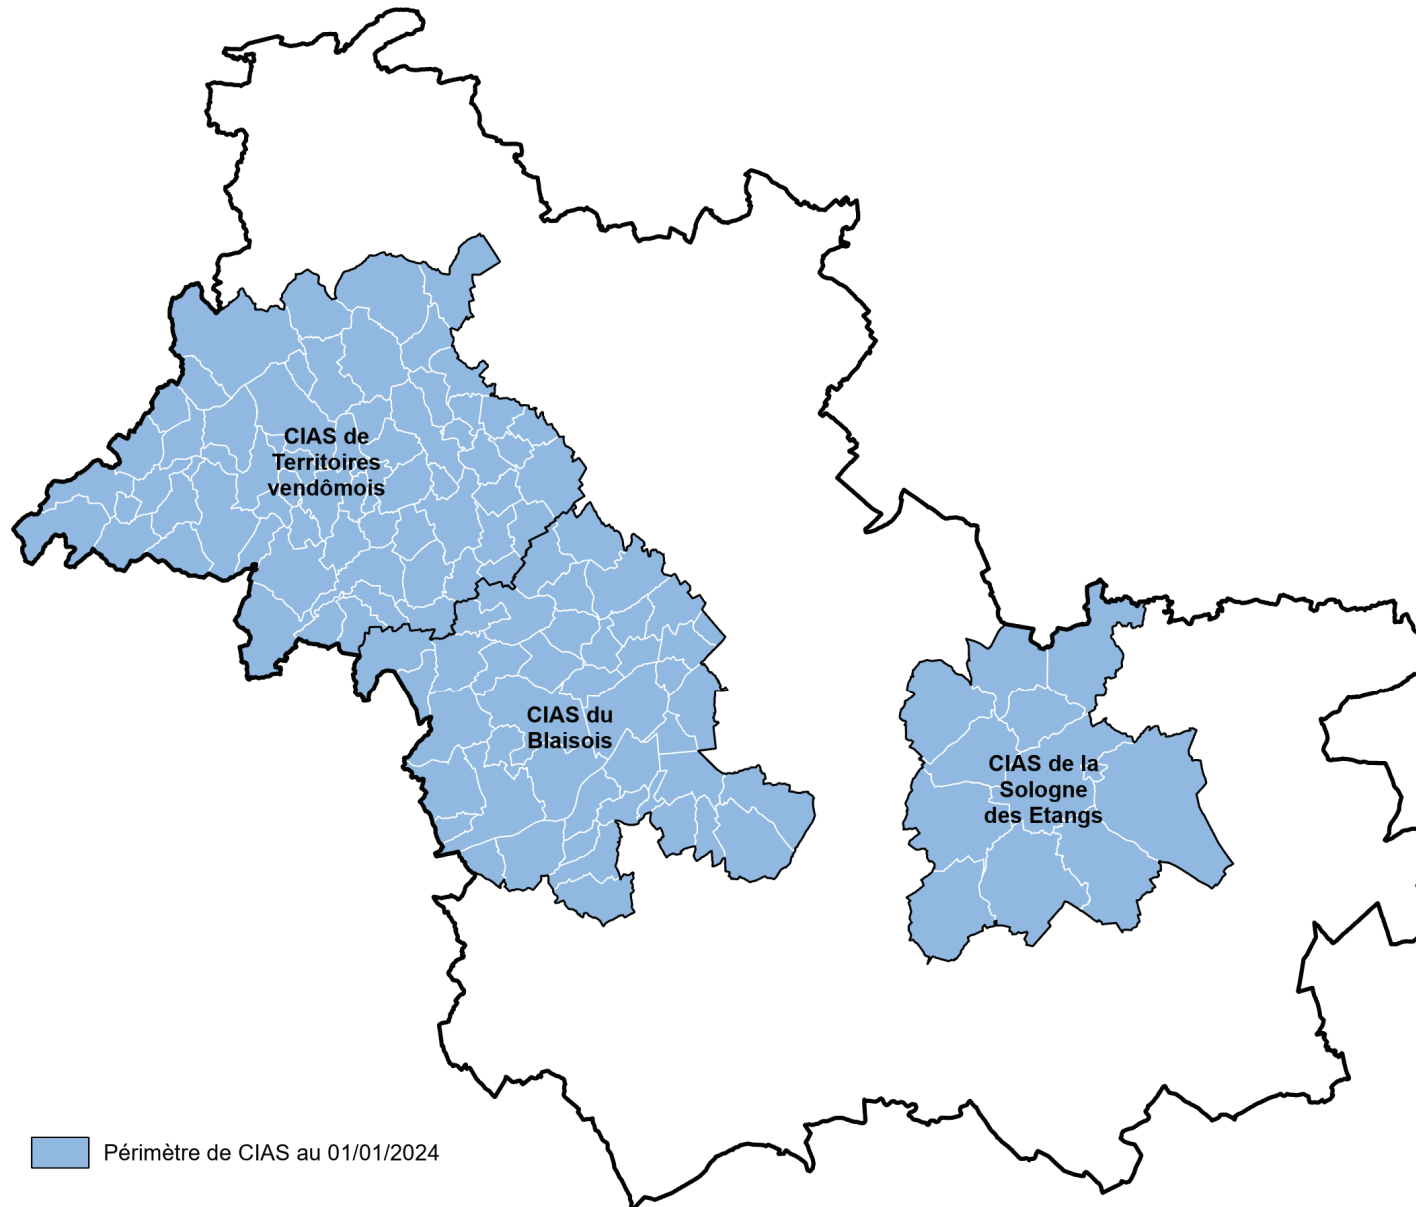 CIAS de
Territoires
vendômois
CIAS du
Blaisois
CIAS de la
Sologne
des Etangs
Périmètre de CIAS au 01/01/2024